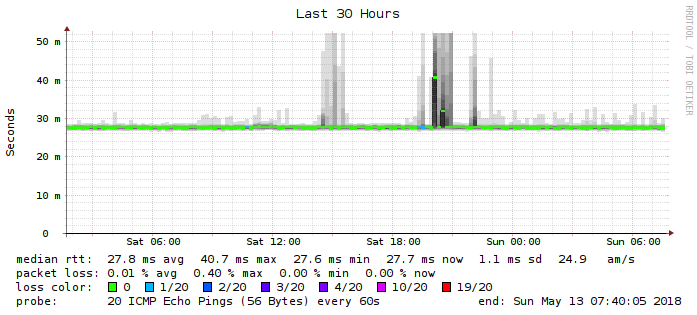 Last 30 Hours
RRDTOOL / TOBI OETIKER
Seconds
50 m
40 m
30 m
20 m
10 m
0
Sat 06:00 Sat 12:00 Sat 18:00 Sun 00:00 Sun 06:00
median rtt: 27.8 ms avg 40.7 ms max 27.6 ms min 27.7 ms now 1.1 ms sd 24.9 am/s
packet loss: 0.01 % avg 0.40 % max 0.00 % min 0.00 % now
loss color: 0 1/20 2/20 3/20 4/20 10/20 19/20
probe: 20 ICMP Echo Pings (56 Bytes) every 60s end: Sun May 13 07:40:05 2018